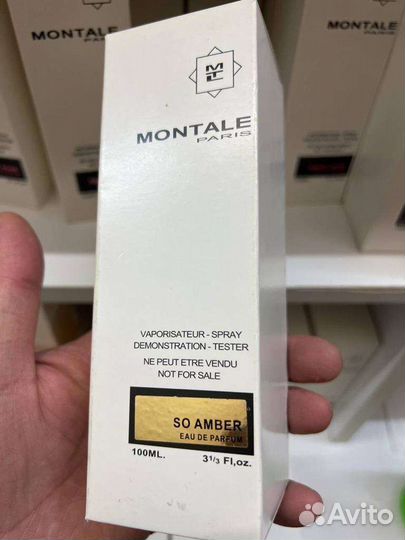 MONTALE
PARIS
MONTALE
PARIS
VAPORISATEUR - SPRAY
DEMONSTRATION - TESTER
NE PEUT ETRE VENDU
NOT FOR SALE
SO AMBER
EAU DE PARFUM
100ML. 3 1/3 Fl,oz.
Avito